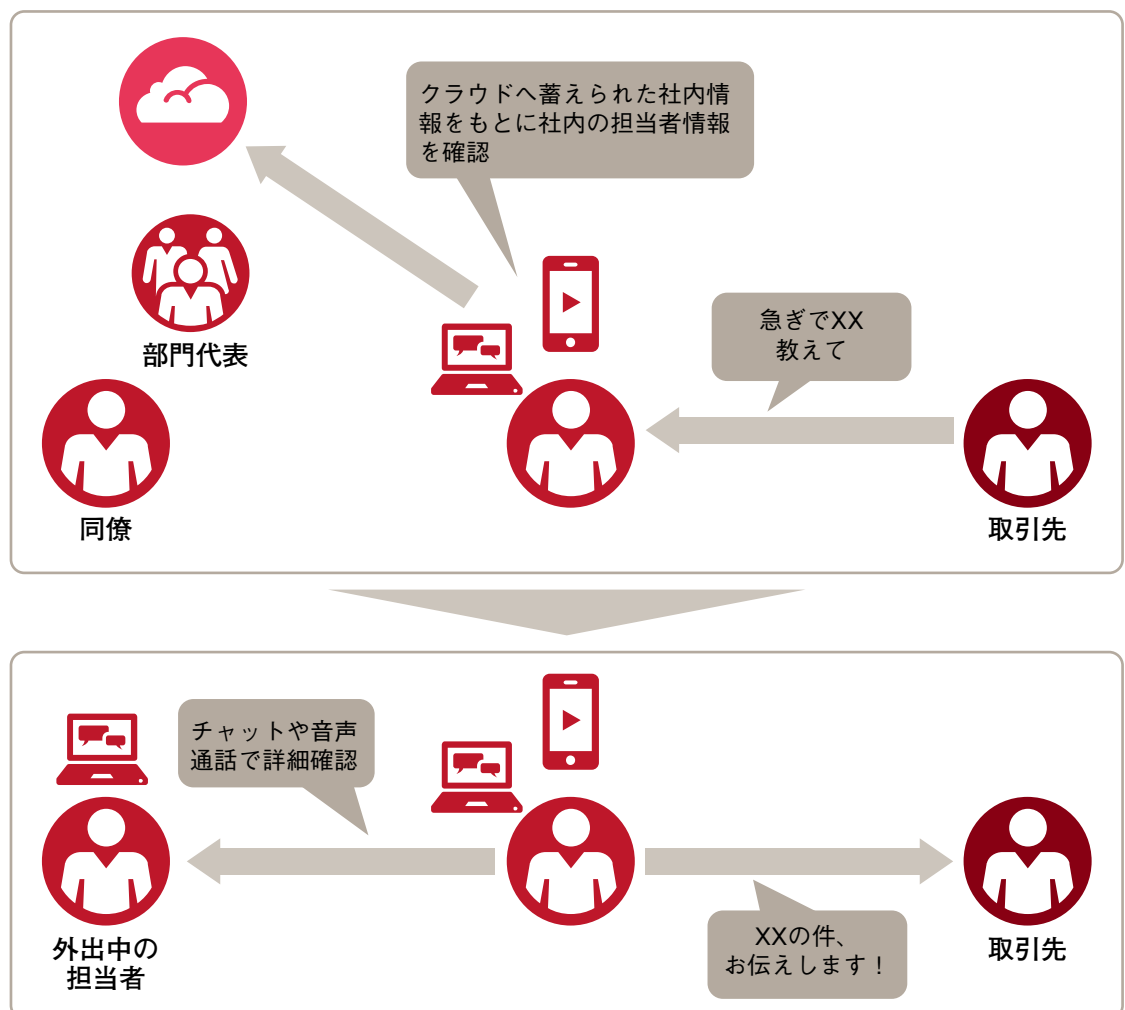 クラウドへ蓄えられた社内情
報をもとに社内の担当者情報
を確認
部門代表
急ぎでXX
教えて
同僚
取引先
チャットや音声
通話で詳細確認
外出中の
担当者
XXの件、
お伝えします！
取引先